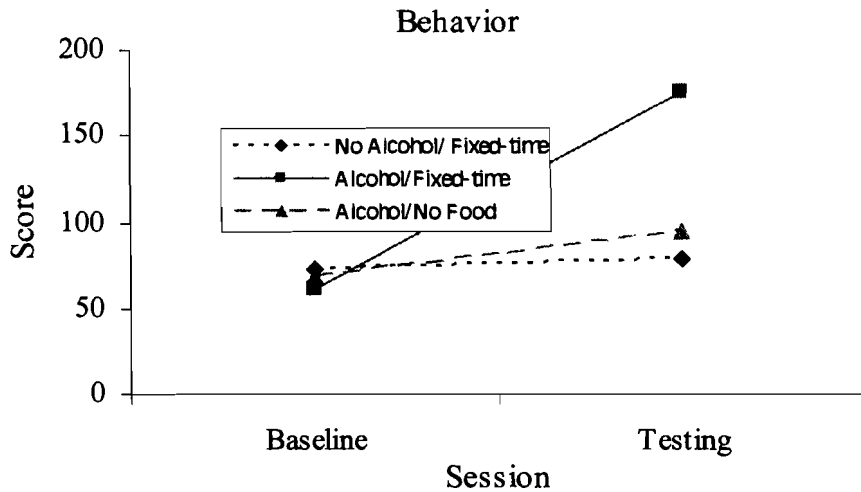 Behavior
200
150
100
50
0
Score
No Alcohol/ Fixed-time
Alcohol/Fixed-time
Alcohol/No Food
Baseline
Testing
Session